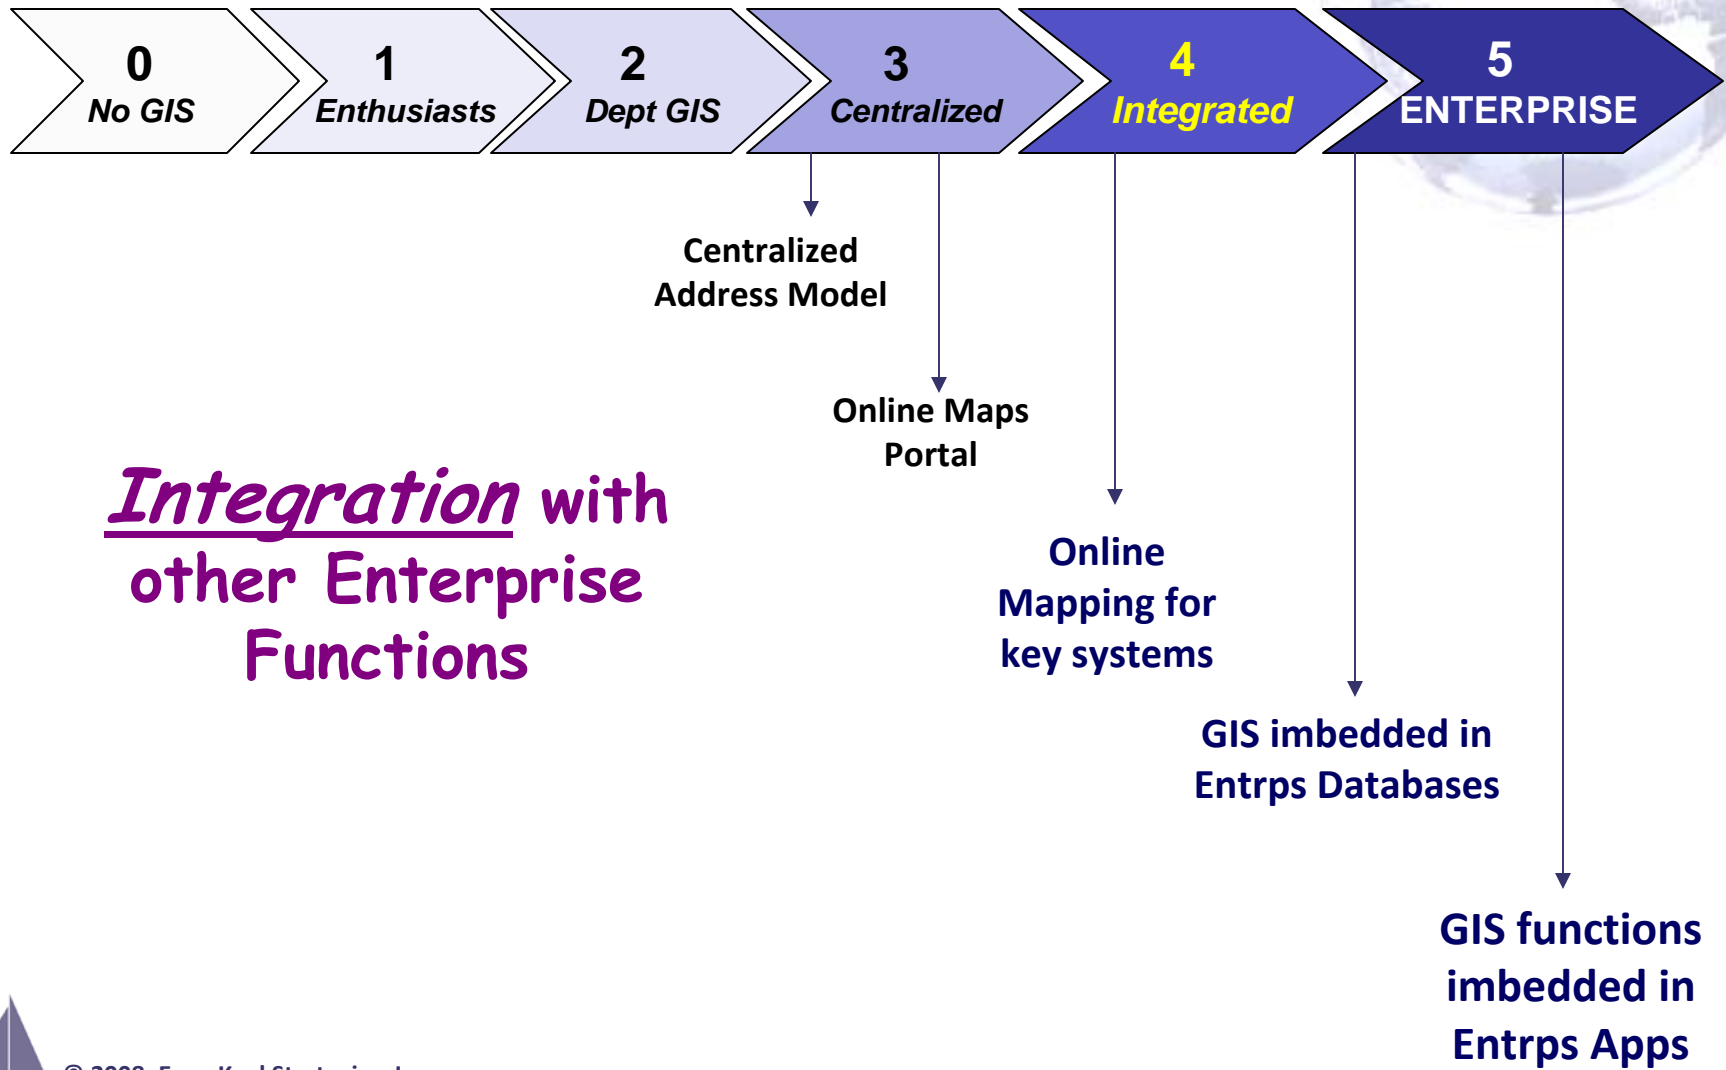 0
No GIS
1
Enthusiasts
2
Dept GIS
3
Centralized
4
Integrated
5
ENTERPRISE
Centralized
Address Model
Online Maps
Portal
Integration with
other Enterprise
Functions
Online
Mapping for
key systems
GIS imbedded in
Entrps Databases
GIS functions
imbedded in
Entrps Apps